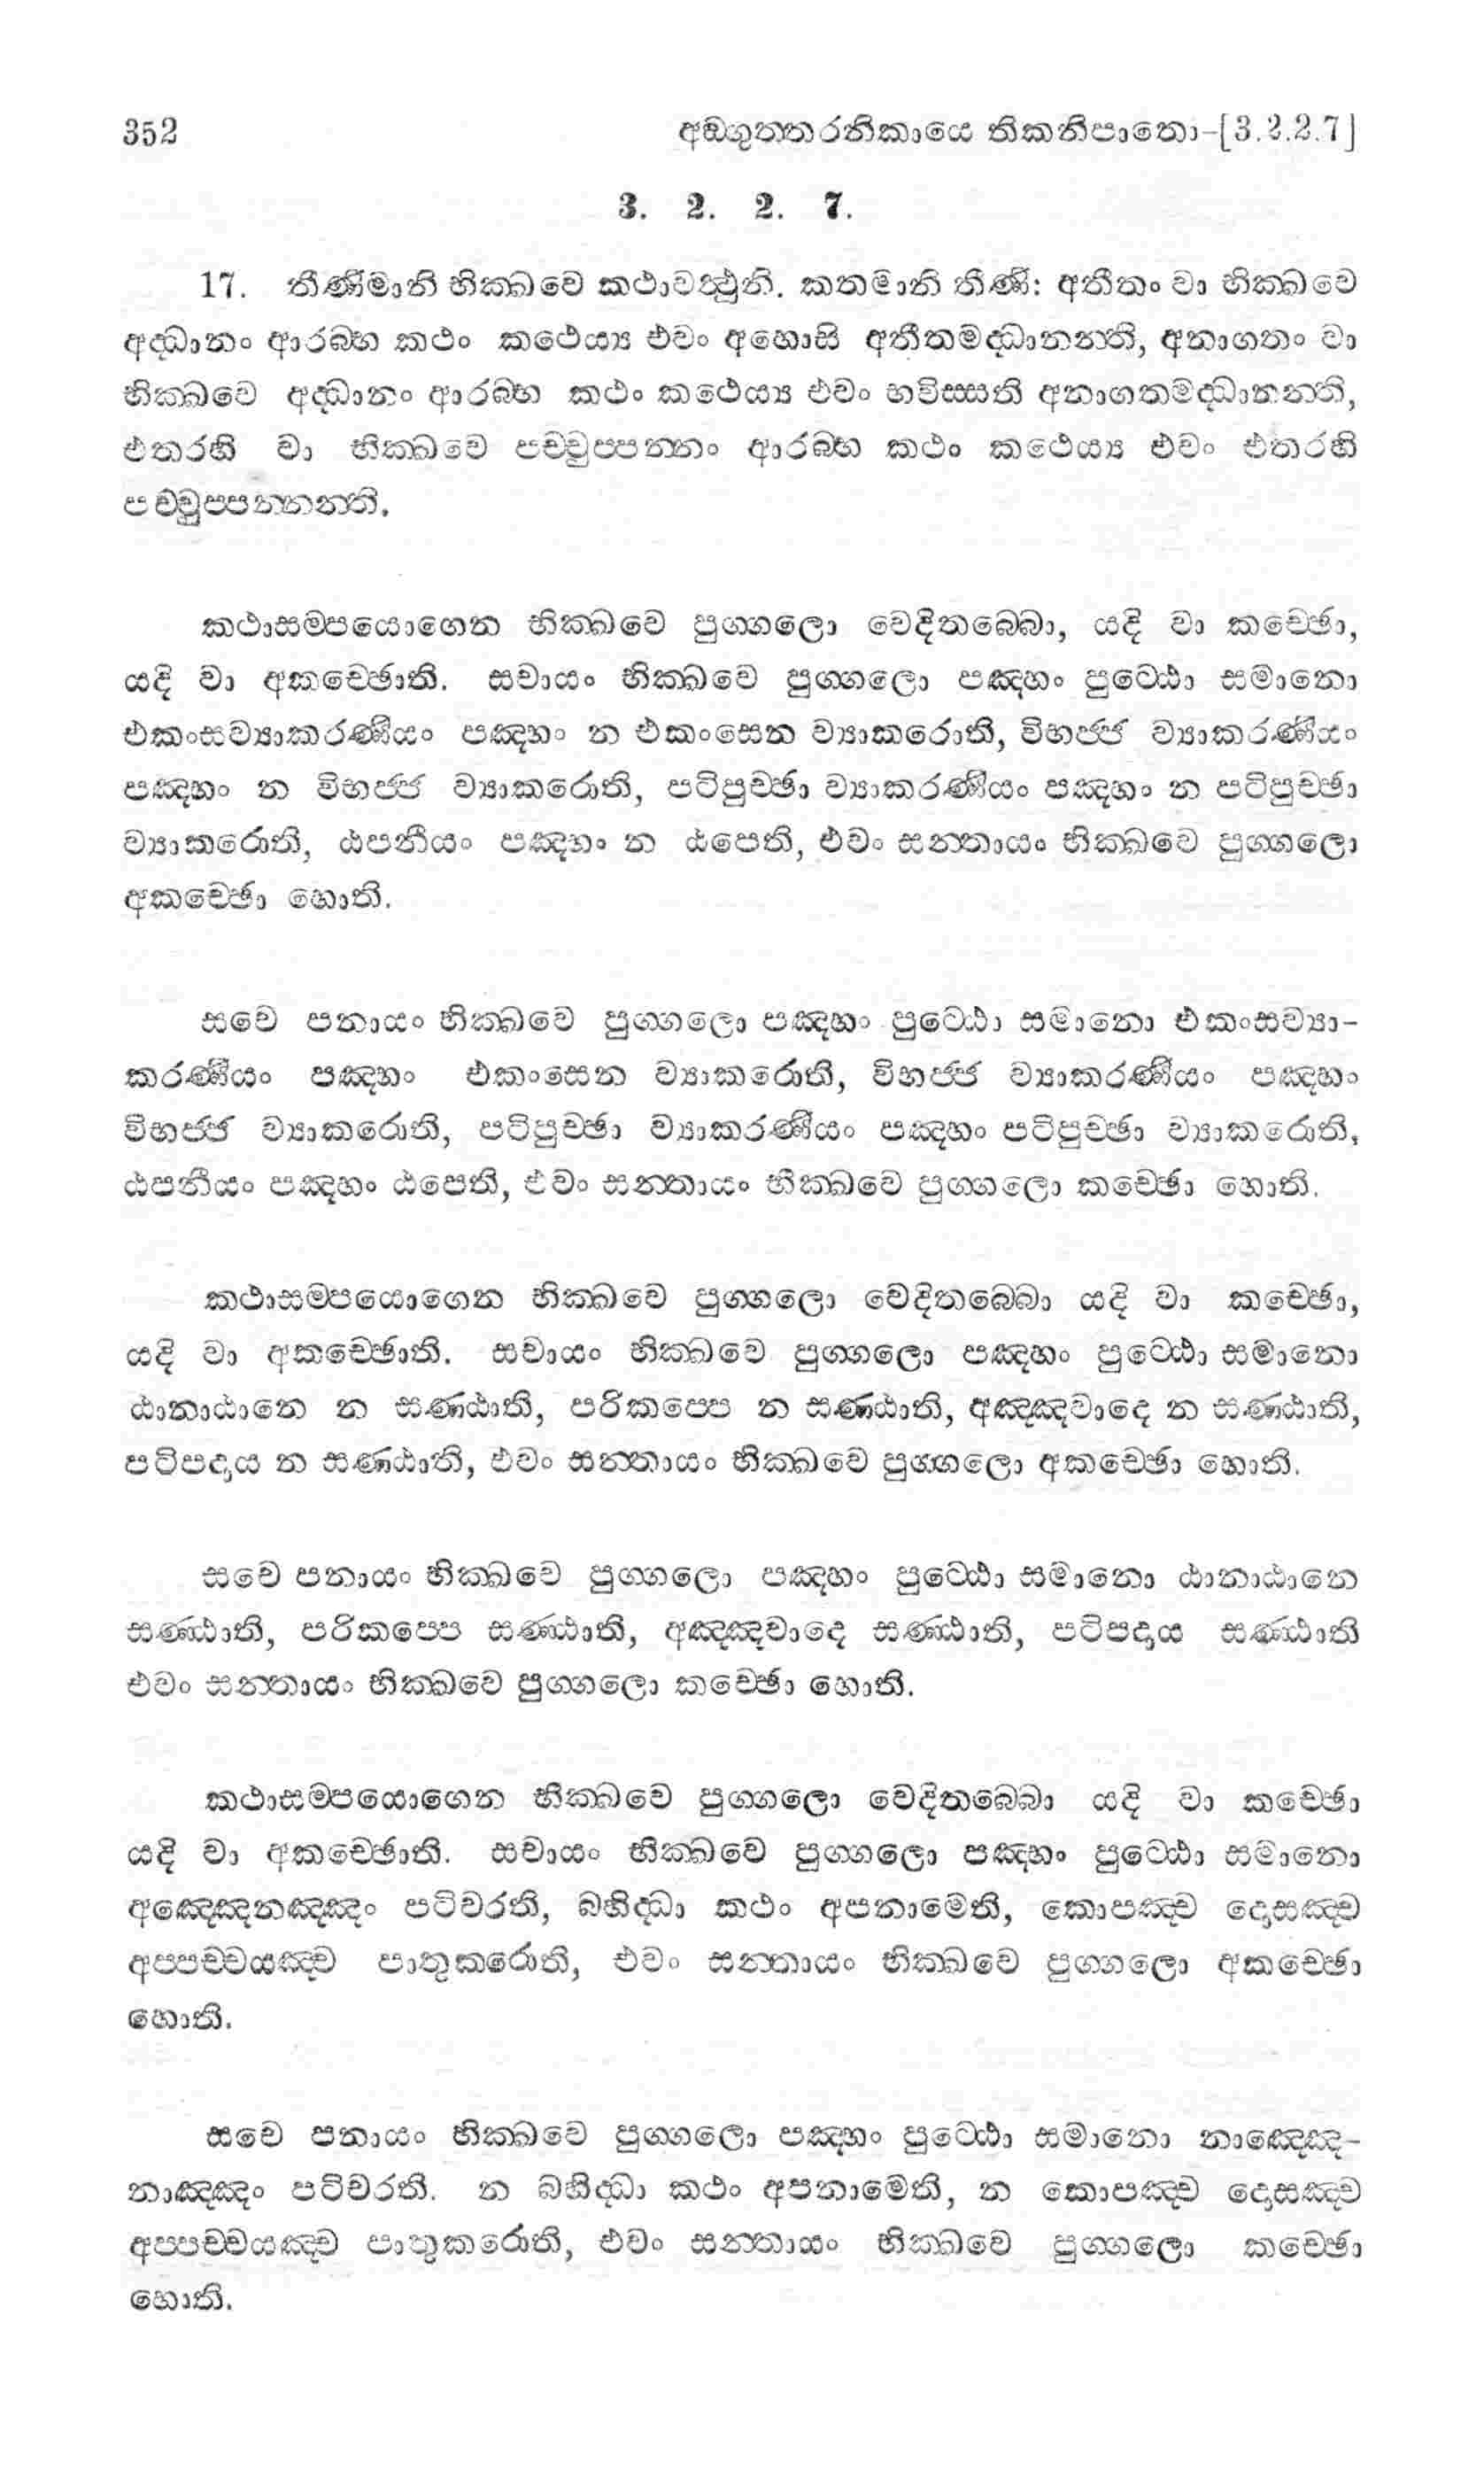 352 අඞ්ගුත්තරනිකායෙ තිකනිපාතො-[3.2.2.7]
3. 2. 2. 7.
17. තීණිමානි භික්ඛවෙ කථාවත්ථූනි. කතමානි තීණි: අතීතං වා භික්ඛවෙ
අද්ධානං ආරබ්භ කථං කථෙය්‍ය එවං අහොසි අතීතමද්ධානන්ති, අනාගතං වා
භික්ඛවෙ අද්ධානං ආරබ්භ කථං කථෙය්‍ය එවං භවිස්සති අනාගතමද්ධානන්ති,
එතරහි වා භික්ඛවෙ පච්චුප්පන්නං ආරබ්භ කථං කථෙය්‍ය එවං එතරහි
පච්චුප්පන්නන්ති.
කථාසම්පයොගෙන භික්ඛවෙ පුග්ගලො වෙදිතබ්බො, යදි වා කච්ඡො,
යදි වා අකච්ඡොති. සචායං භික්ඛවෙ පුග්ගලො පඤ්හං පුට්ඨො සමානො
එකංසව්‍යාකරණීයං පඤ්හං න එකංසෙන ව්‍යාකරොති, විභජ්ජ ව්‍යාකරණීයං
පඤ්හං න විභජ්ජ ව්‍යාකරොති, පටිපුච්ඡා ව්‍යාකරණීයං පඤ්හං න පටිපුච්ඡා
ව්‍යාකරොති, ඨපනීයං පඤ්හං න ඨපෙති, එවං සන්තායං භික්ඛවෙ පුග්ගලො
අකච්ඡො හොති.
සචෙ පනායං භික්ඛවෙ පුග්ගලො පඤ්හං පුට්ඨො සමානො එකංසව්‍යා-
කරණීයං පඤ්හං එකංසෙන ව්‍යාකරොති, විභජ්ජ ව්‍යාකරණීයං පඤ්හං
විභජ්ජ ව්‍යාකරොති, පටිපුච්ඡා ව්‍යාකරණීයං පඤ්හං පටිපුච්ඡා ව්‍යාකරොති,
ඨපනීයං පඤ්හං ඨපෙති, එවං සන්තායං භික්ඛවෙ පුග්ගලො කච්ඡො හොති.
කථාසම්පයොගෙන භික්ඛවෙ පුග්ගලො වෙදිතබ්බො යදි වා කච්ඡො,
යදි වා අකච්ඡොති. සචායං භික්ඛවෙ පුග්ගලො පඤ්හං පුට්ඨො සමානො
ඨානාඨානෙ න සණ්ඨාති, පරිකප්පෙ න සණ්ඨාති, අඤ්ඤවාදෙ න සණ්ඨාති,
පටිපදාය න සණ්ඨාති, එවං සන්තායං භික්ඛවෙ පුග්ගලො අකච්ඡො හොති.
සචෙ පනායං භික්ඛවෙ පුග්ගලො පඤ්හං පුට්ඨො සමානො ඨානාඨානෙ
සණ්ඨාති, පරිකප්පෙ සණ්ඨාති, අඤ්ඤවාදෙ සණ්ඨාති, පටිපදාය සණ්ඨාති
එවං සන්තායං භික්ඛවෙ පුග්ගලො කච්ඡො හොති.
කථාසම්පයොගෙන භික්ඛවෙ පුග්ගලො වෙදිතබ්බො යදි වා කච්ඡො
යදි වා අකච්ඡොති. සචායං භික්ඛවෙ පුග්ගලො පඤ්හං පුට්ඨො සමානො
අඤ්ඤෙනඤ්ඤං පටිචරති, බහිද්ධා කථං අපනාමෙති, කොපඤ්ච දොසඤ්ච
අප්පච්චයඤ්ච පාතුකරොති, එවං සන්තායං භික්ඛවෙ පුග්ගලො අකච්ඡො
හොති.
සචෙ පනායං භික්ඛවෙ පුග්ගලො පඤ්හං පුට්ඨො සමානො නාඤ්ඤෙ-
නාඤ්ඤං පටිචරති. න බහිද්ධා කථං අපනාමෙති, න කොපඤ්ච දොසඤ්ච
අප්පච්චයඤ්ච පාතුකරොති, එවං සන්තායං භික්ඛවෙ පුග්ගලො කච්ඡො
හොති.